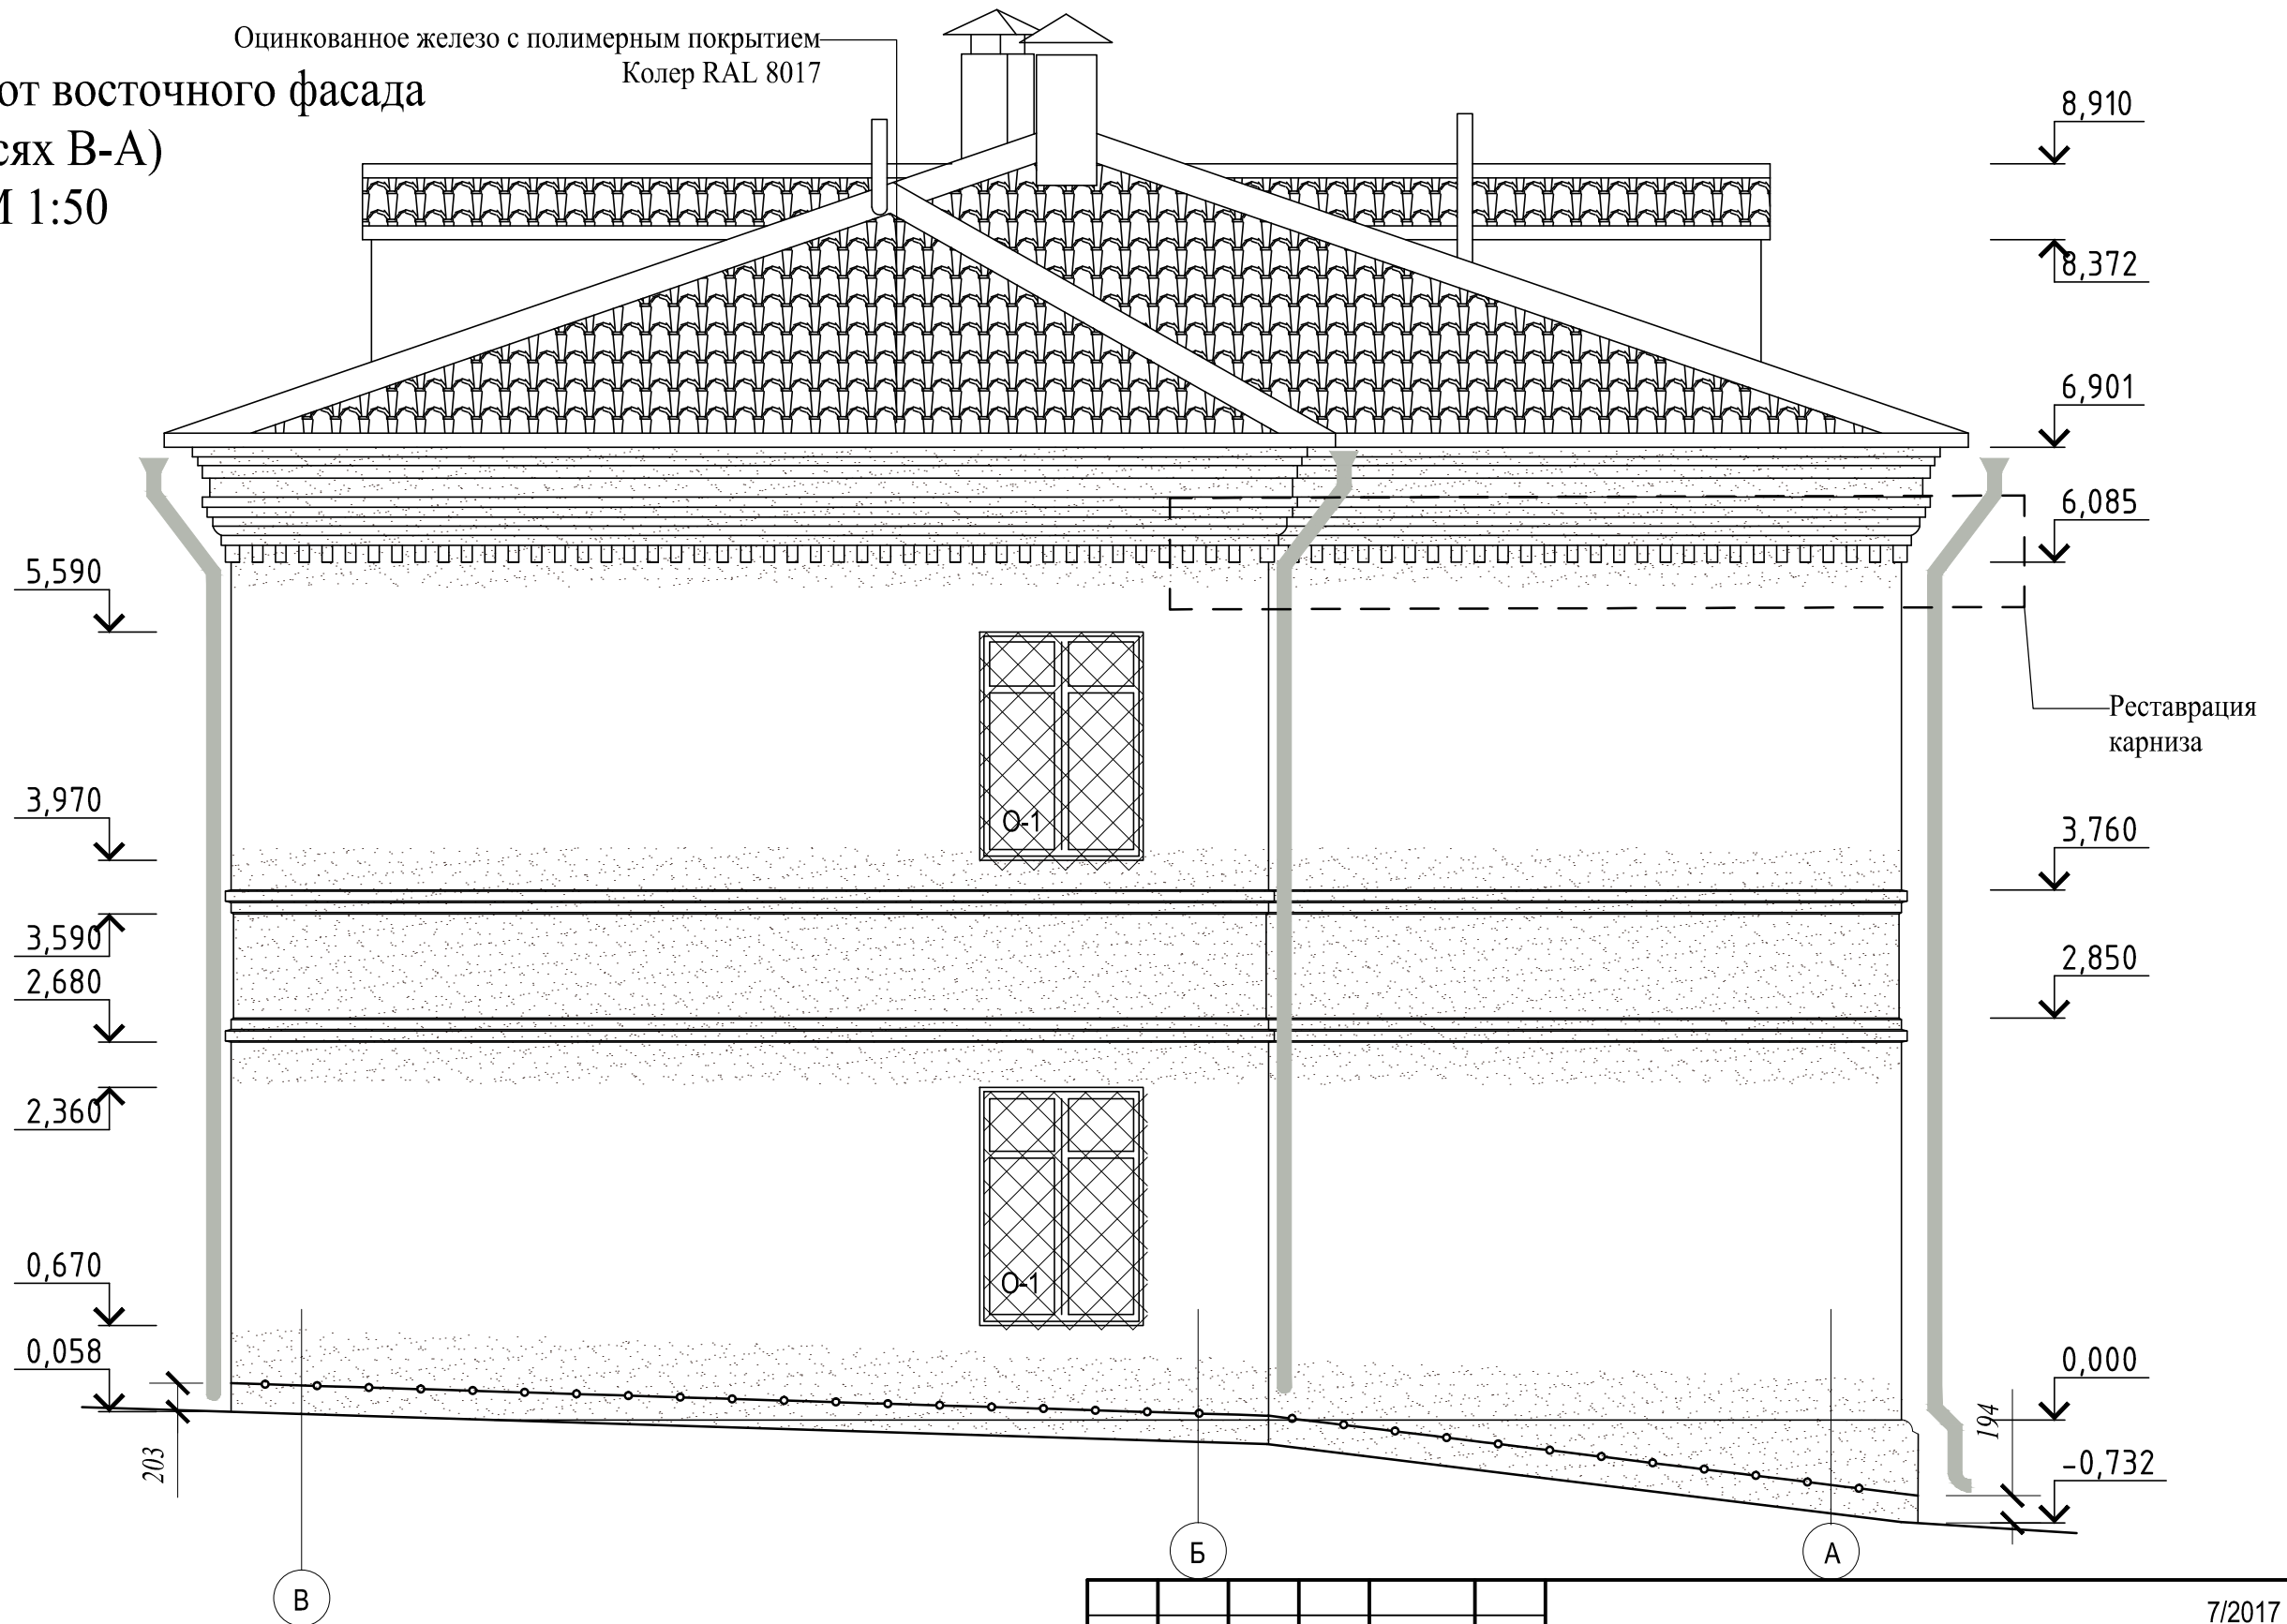 Оцинкованное железо с полимерным покрытием
Колер RAL 8017
от восточного фасада
сях В-А)
М 1:50
8,910
8,372
6,901
6,085
5,590
Реставрация
карниза
3,970
3,760
3,590
2,850
2,680
2,360
О-1
О-1
0,670
0,058
0,000
-0,732
203
194
В
Б
А
7/2017